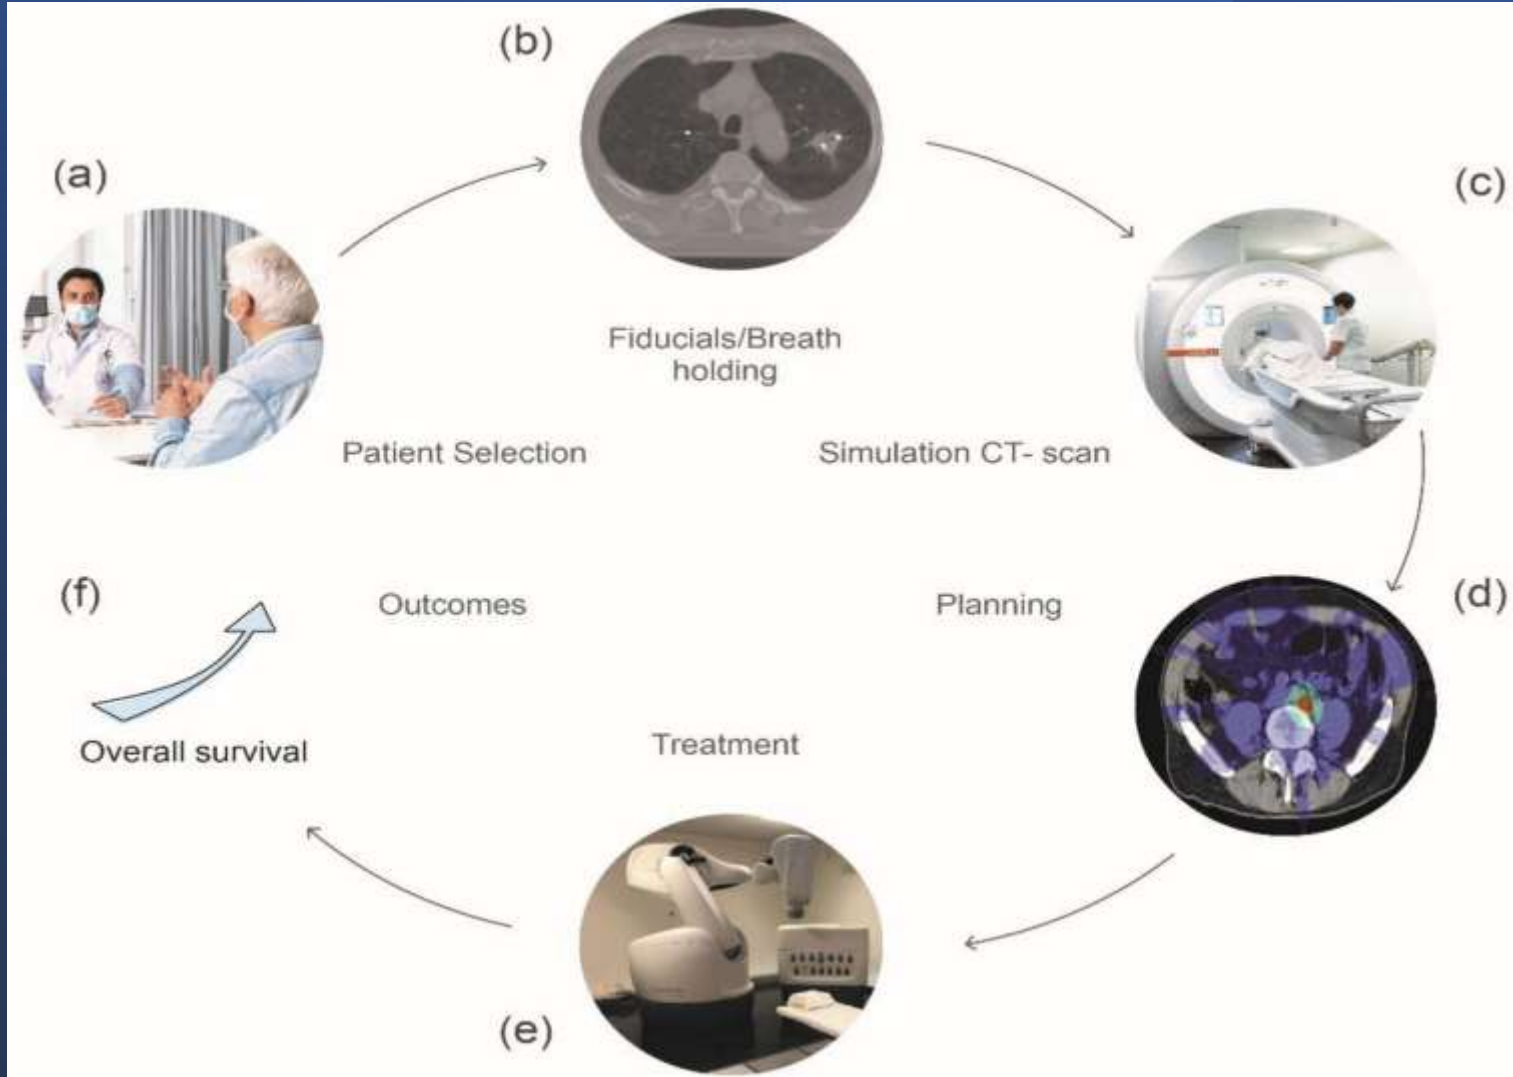 (b)
(a)
(c)
Fiducials/Breath
holding
Patient Selection
Simulation CT- scan
(f)
Outcomes
Planning
(d)
Treatment
Overall survival
(e)